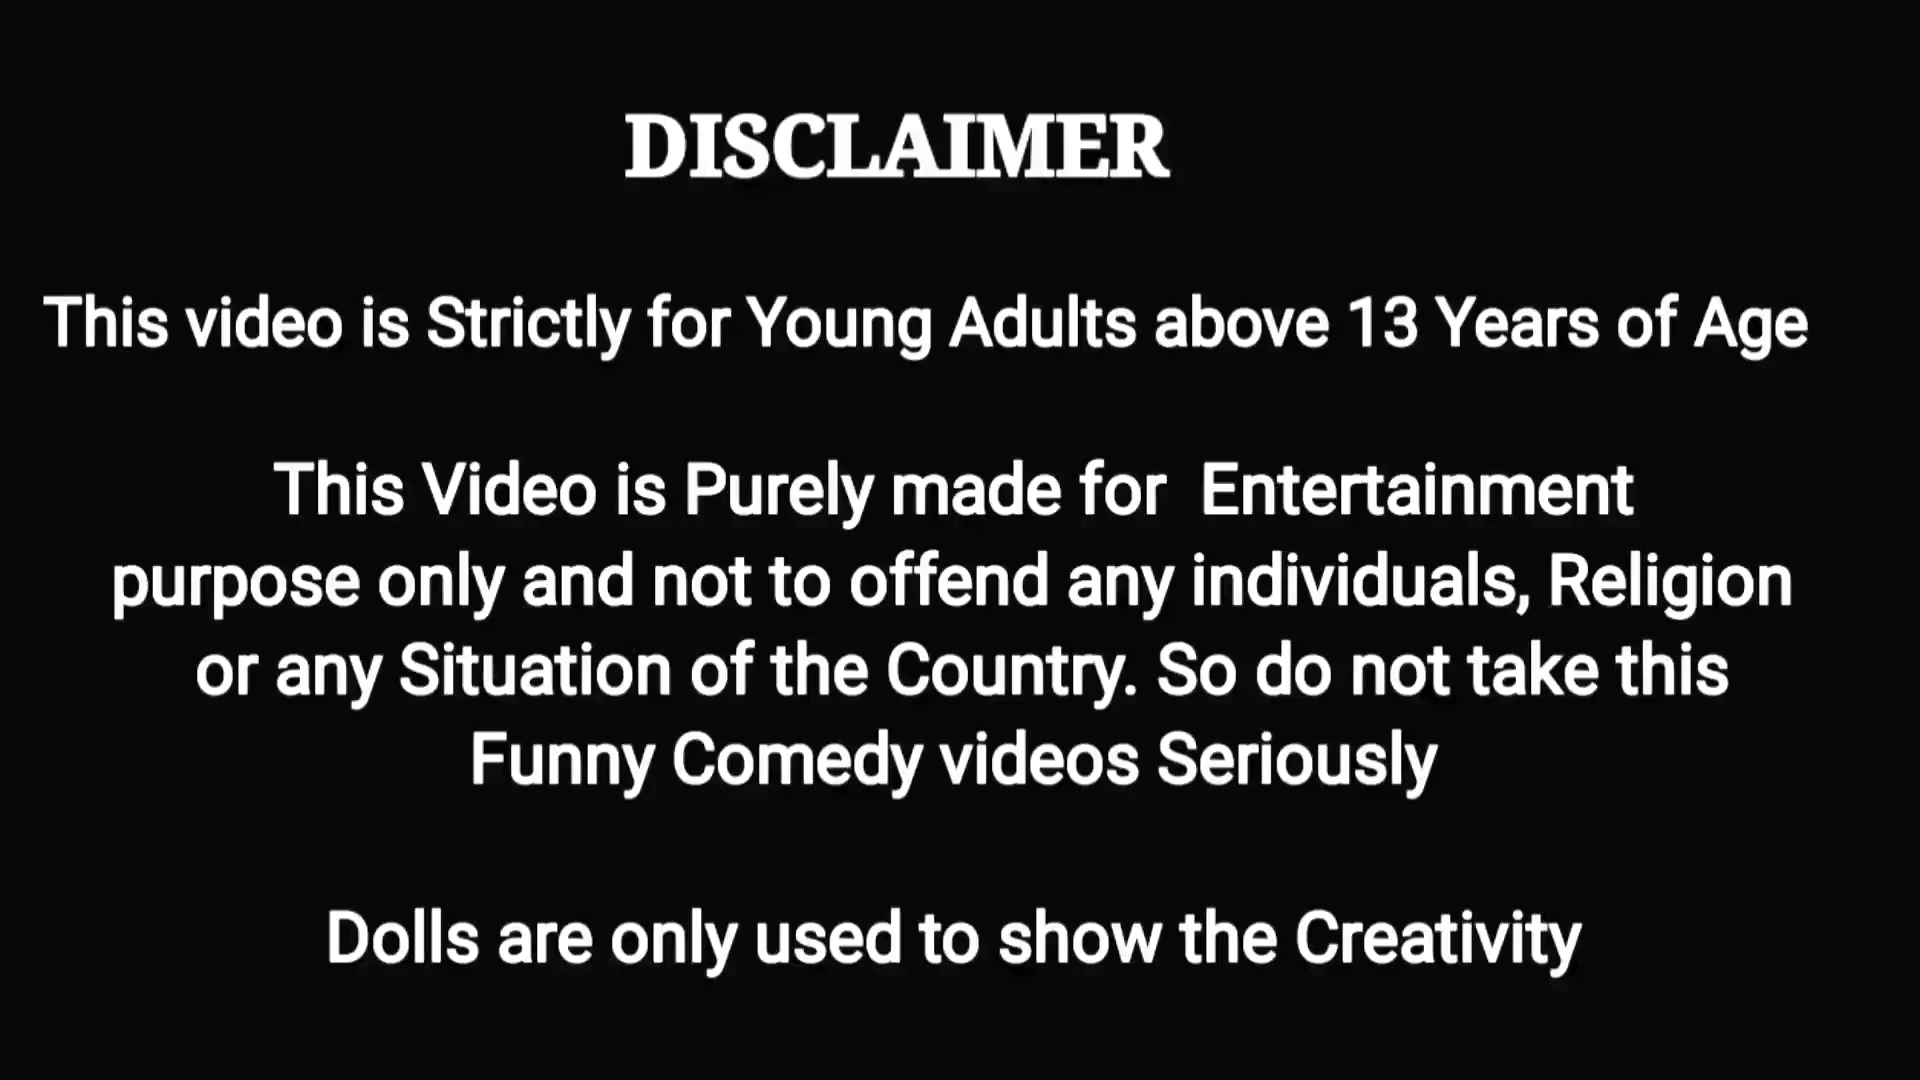 DISCLAIMER
This video is Strictly for Young Adults above 13 Years of Age
This Video is Purely made for  Entertainment
purpose only and not to offend any individuals, Religion
or any Situation of the Country. So do not take this
Funny Comedy videos Seriously
Dolls are only used to show the Creativity